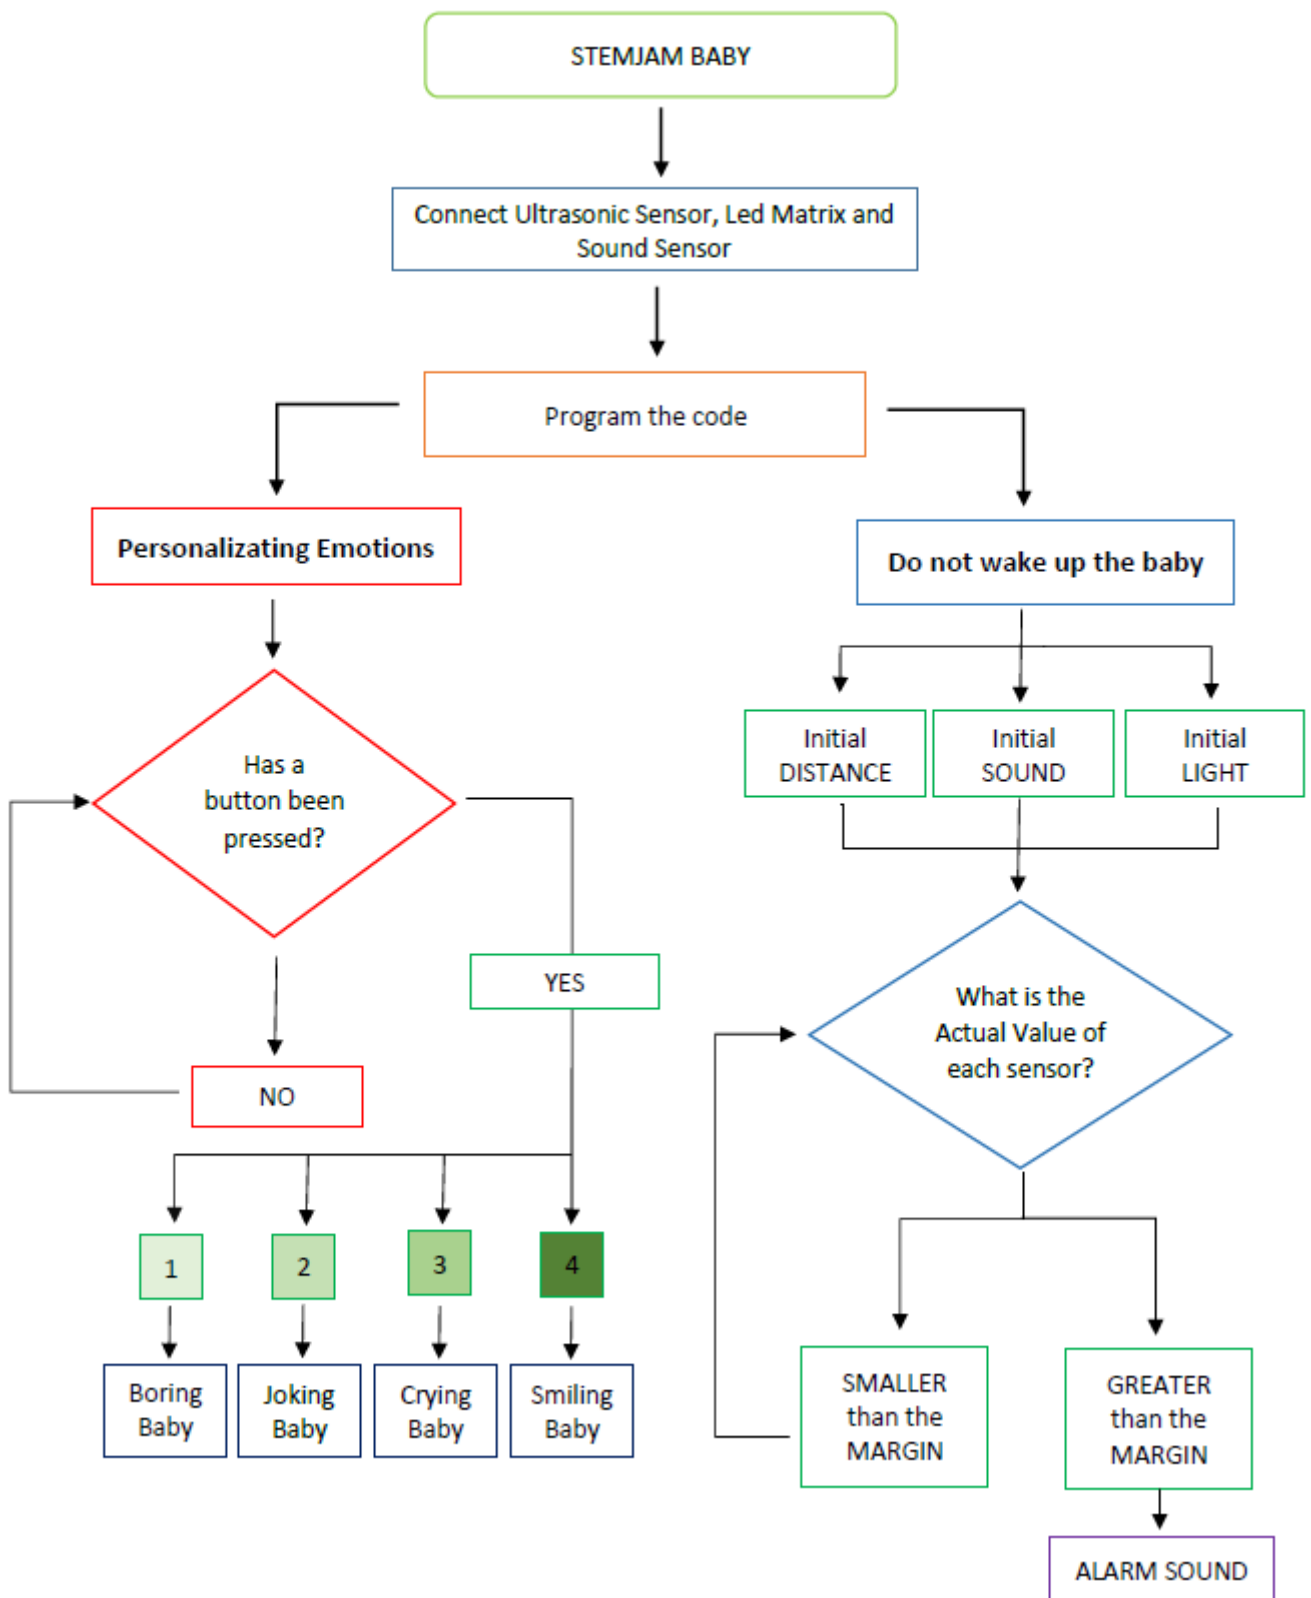 STEMJAM BABY
Connect Ultrasonic Sensor, Led Matrix and
Sound Sensor
Program the code
Personalizating Emotions
Has a
button been
pressed?
NO
YES
1
2
3
4
Boring
Baby
Joking
Baby
Crying
Baby
Smiling
Baby
Do not wake up the baby
Initial
DISTANCE
Initial
SOUND
Initial
LIGHT
What is the
Actual Value of
each sensor?
SMALLER
than the
MARGIN
GREATER
than the
MARGIN
ALARM SOUND